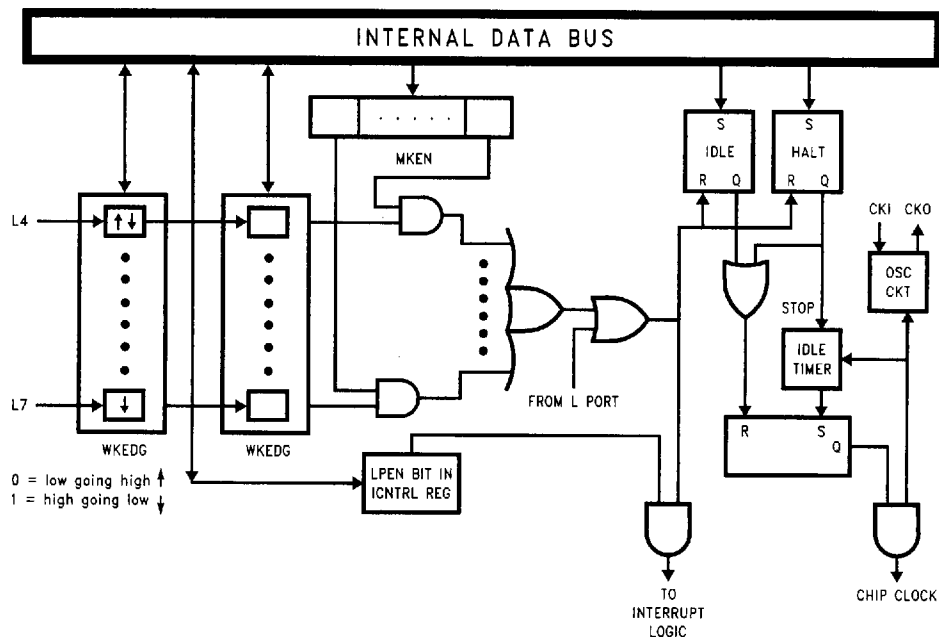 INTERNAL DATA BUS
. . . . .
MKEN
S
IDLE
R Q
S
HALT
R Q
CKI CKO
OSC
CKT
L4
↑↓
STOP
IDLE
TIMER
FROM L PORT
L7
↓
WKEDG
WKEDG
R S
Q
0 = low going high ↑
1 = high going low ↓
LPEN BIT IN
ICNTRL REG
TO
INTERRUPT
LOGIC
CHIP CLOCK